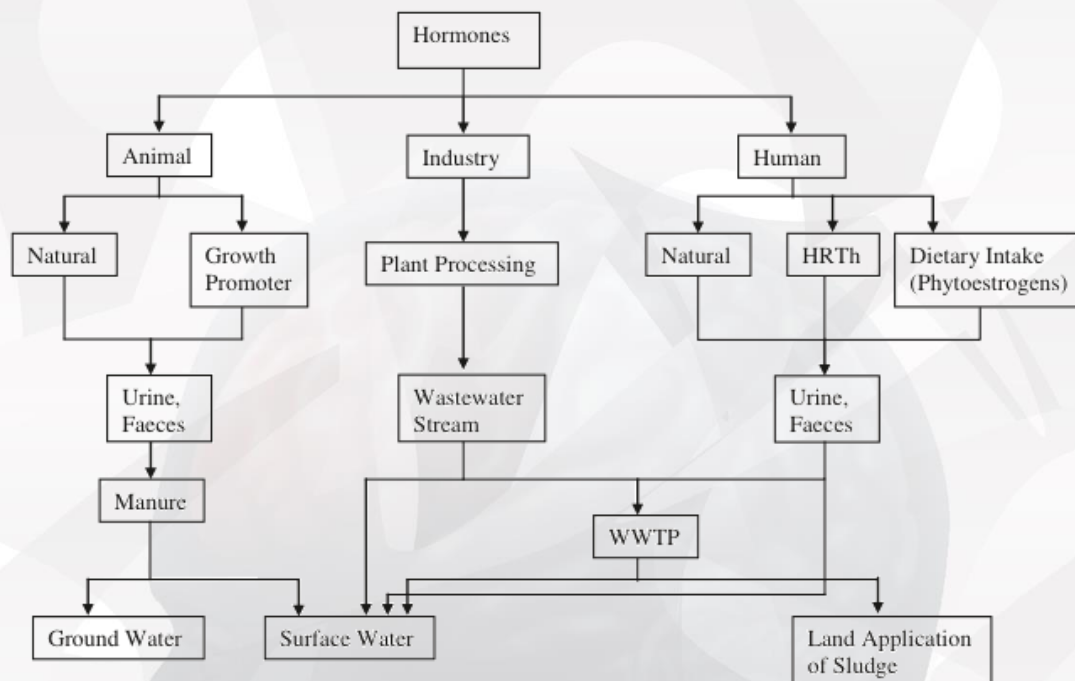 Hormones
Animal
Industry
Human
Natural
Growth
Promoter
Plant Processing
Natural
HRTh
Dietary Intake
(Phytoestrogens)
Urine,
Faeces
Wastewater
Stream
Urine,
Faeces
Manure
WWTP
Ground Water
Surface Water
Land Application
of Sludge